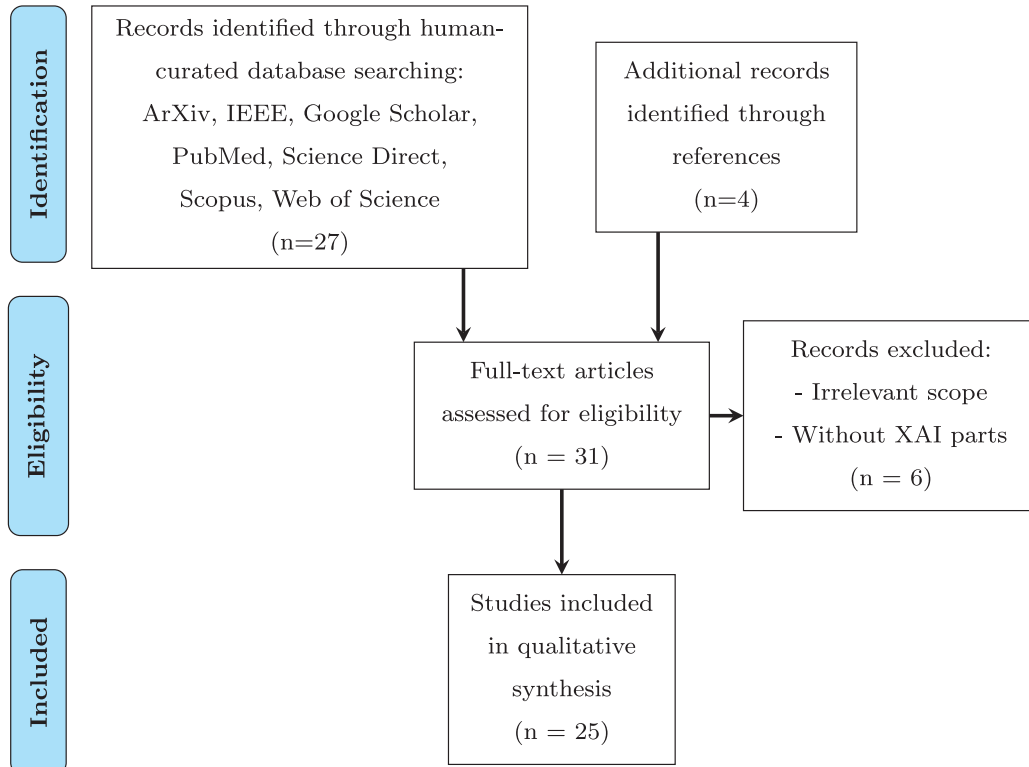 Identification
Records identified through human-
curated database searching:
ArXiv, IEEE, Google Scholar,
PubMed, Science Direct,
Scopus, Web of Science
(n=27)
Additional records
identified through
references
(n=4)
Eligibility
Full-text articles
assessed for eligibility
(n = 31)
Records excluded:
- Irrelevant scope
- Without XAI parts
(n = 6)
Included
Studies included
in qualitative
synthesis
(n = 25)